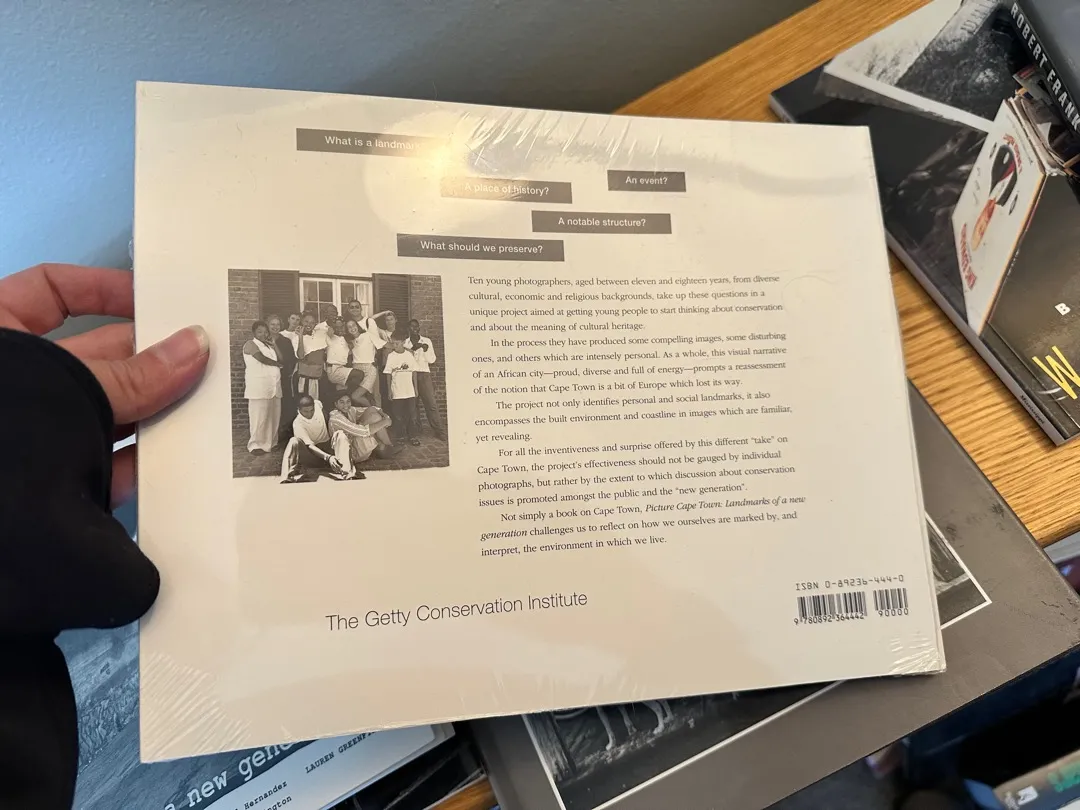 What is a landmark
A place of history?
An event?
A notable structure?
What should we preserve?
Ten young photographers, aged between eleven and eighteen years, from diverse
cultural, economic and religious backgrounds, take up these questions in a
unique project aimed at getting young people to start thinking about conservation
and about the meaning of cultural heritage.
In the process they have produced some compelling images, some disturbing
ones, and others which are intensely personal. As a whole, this visual narrative
of an African city—proud, diverse and full of energy—prompts a reassessment
of the notion that Cape Town is a bit of Europe which lost its way.
The project not only identifies personal and social landmarks, it also
encompasses the built environment and coastline in images which are familiar,
yet revealing.
For all the inventiveness and surprise offered by this different "take" on
Cape Town, the project's effectiveness should not be gauged by individual
photographs, but rather by the extent to which discussion about conservation
issues is promoted amongst the public and the "new generation".
Not simply a book on Cape Town, Picture Cape Town: Landmarks of a new
generation challenges us to reflect on how we ourselves are marked by, and
interpret, the environment in which we live.
The Getty Conservation Institute
ISBN 0-89236-444-0
9 780892 364442
90000
ROBERT FRANK
B
W
a new gen
Hernandez
LAUREN GREENF
ngton